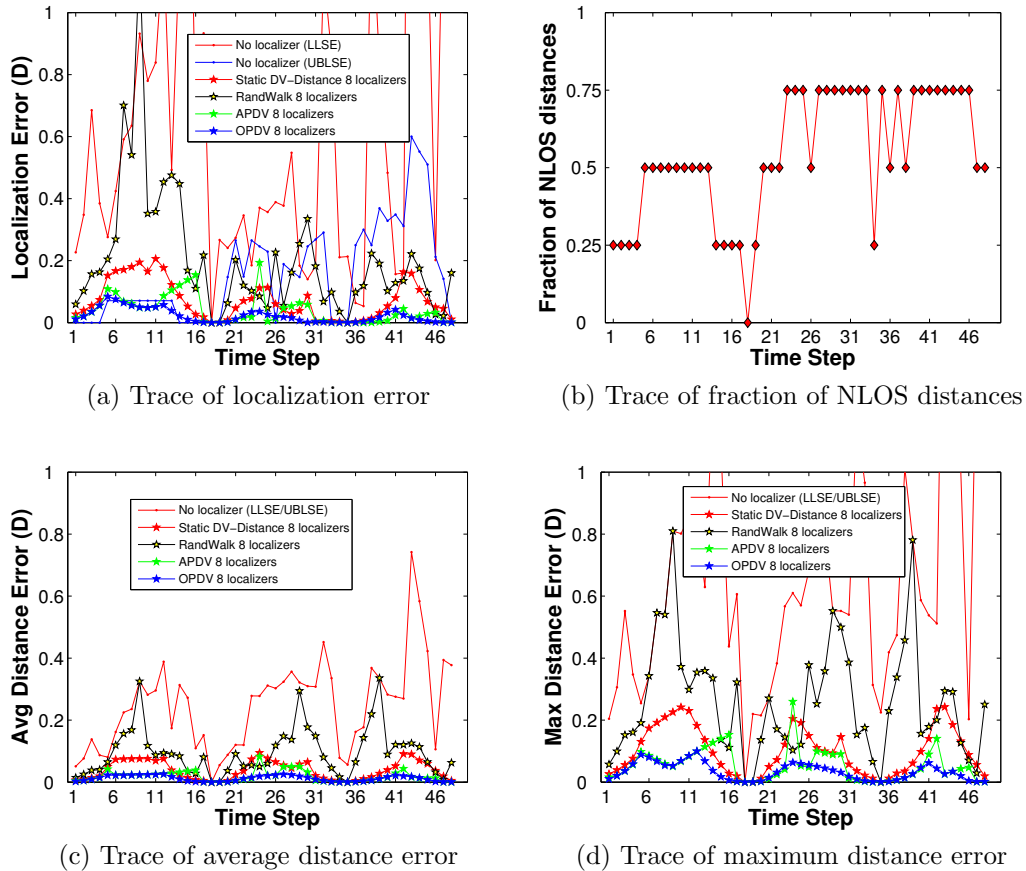 Localization Error (D)
1
0.8
0.6
0.4
0.2
0
No localizer (LLSE)
No localizer (UBLSE)
Static DV−Distance 8 localizers
RandWalk 8 localizers
APDV 8 localizers
OPDV 8 localizers
1 6 11 16 21 26 31 36 41 46
Time Step
(a) Trace of localization error
Fraction of NLOS distances
1
0.75
0.5
0.25
0
1 6 11 16 21 26 31 36 41 46
Time Step
(b) Trace of fraction of NLOS distances
Avg Distance Error (D)
1
0.8
0.6
0.4
0.2
0
No localizer (LLSE/UBLSE)
Static DV−Distance 8 localizers
RandWalk 8 localizers
APDV 8 localizers
OPDV 8 localizers
1 6 11 16 21 26 31 36 41 46
Time Step
(c) Trace of average distance error
Max Distance Error (D)
1
0.8
0.6
0.4
0.2
0
No localizer (LLSE/UBLSE)
Static DV−Distance 8 localizers
RandWalk 8 localizers
APDV 8 localizers
OPDV 8 localizers
1 6 11 16 21 26 31 36 41 46
Time Step
(d) Trace of maximum distance error